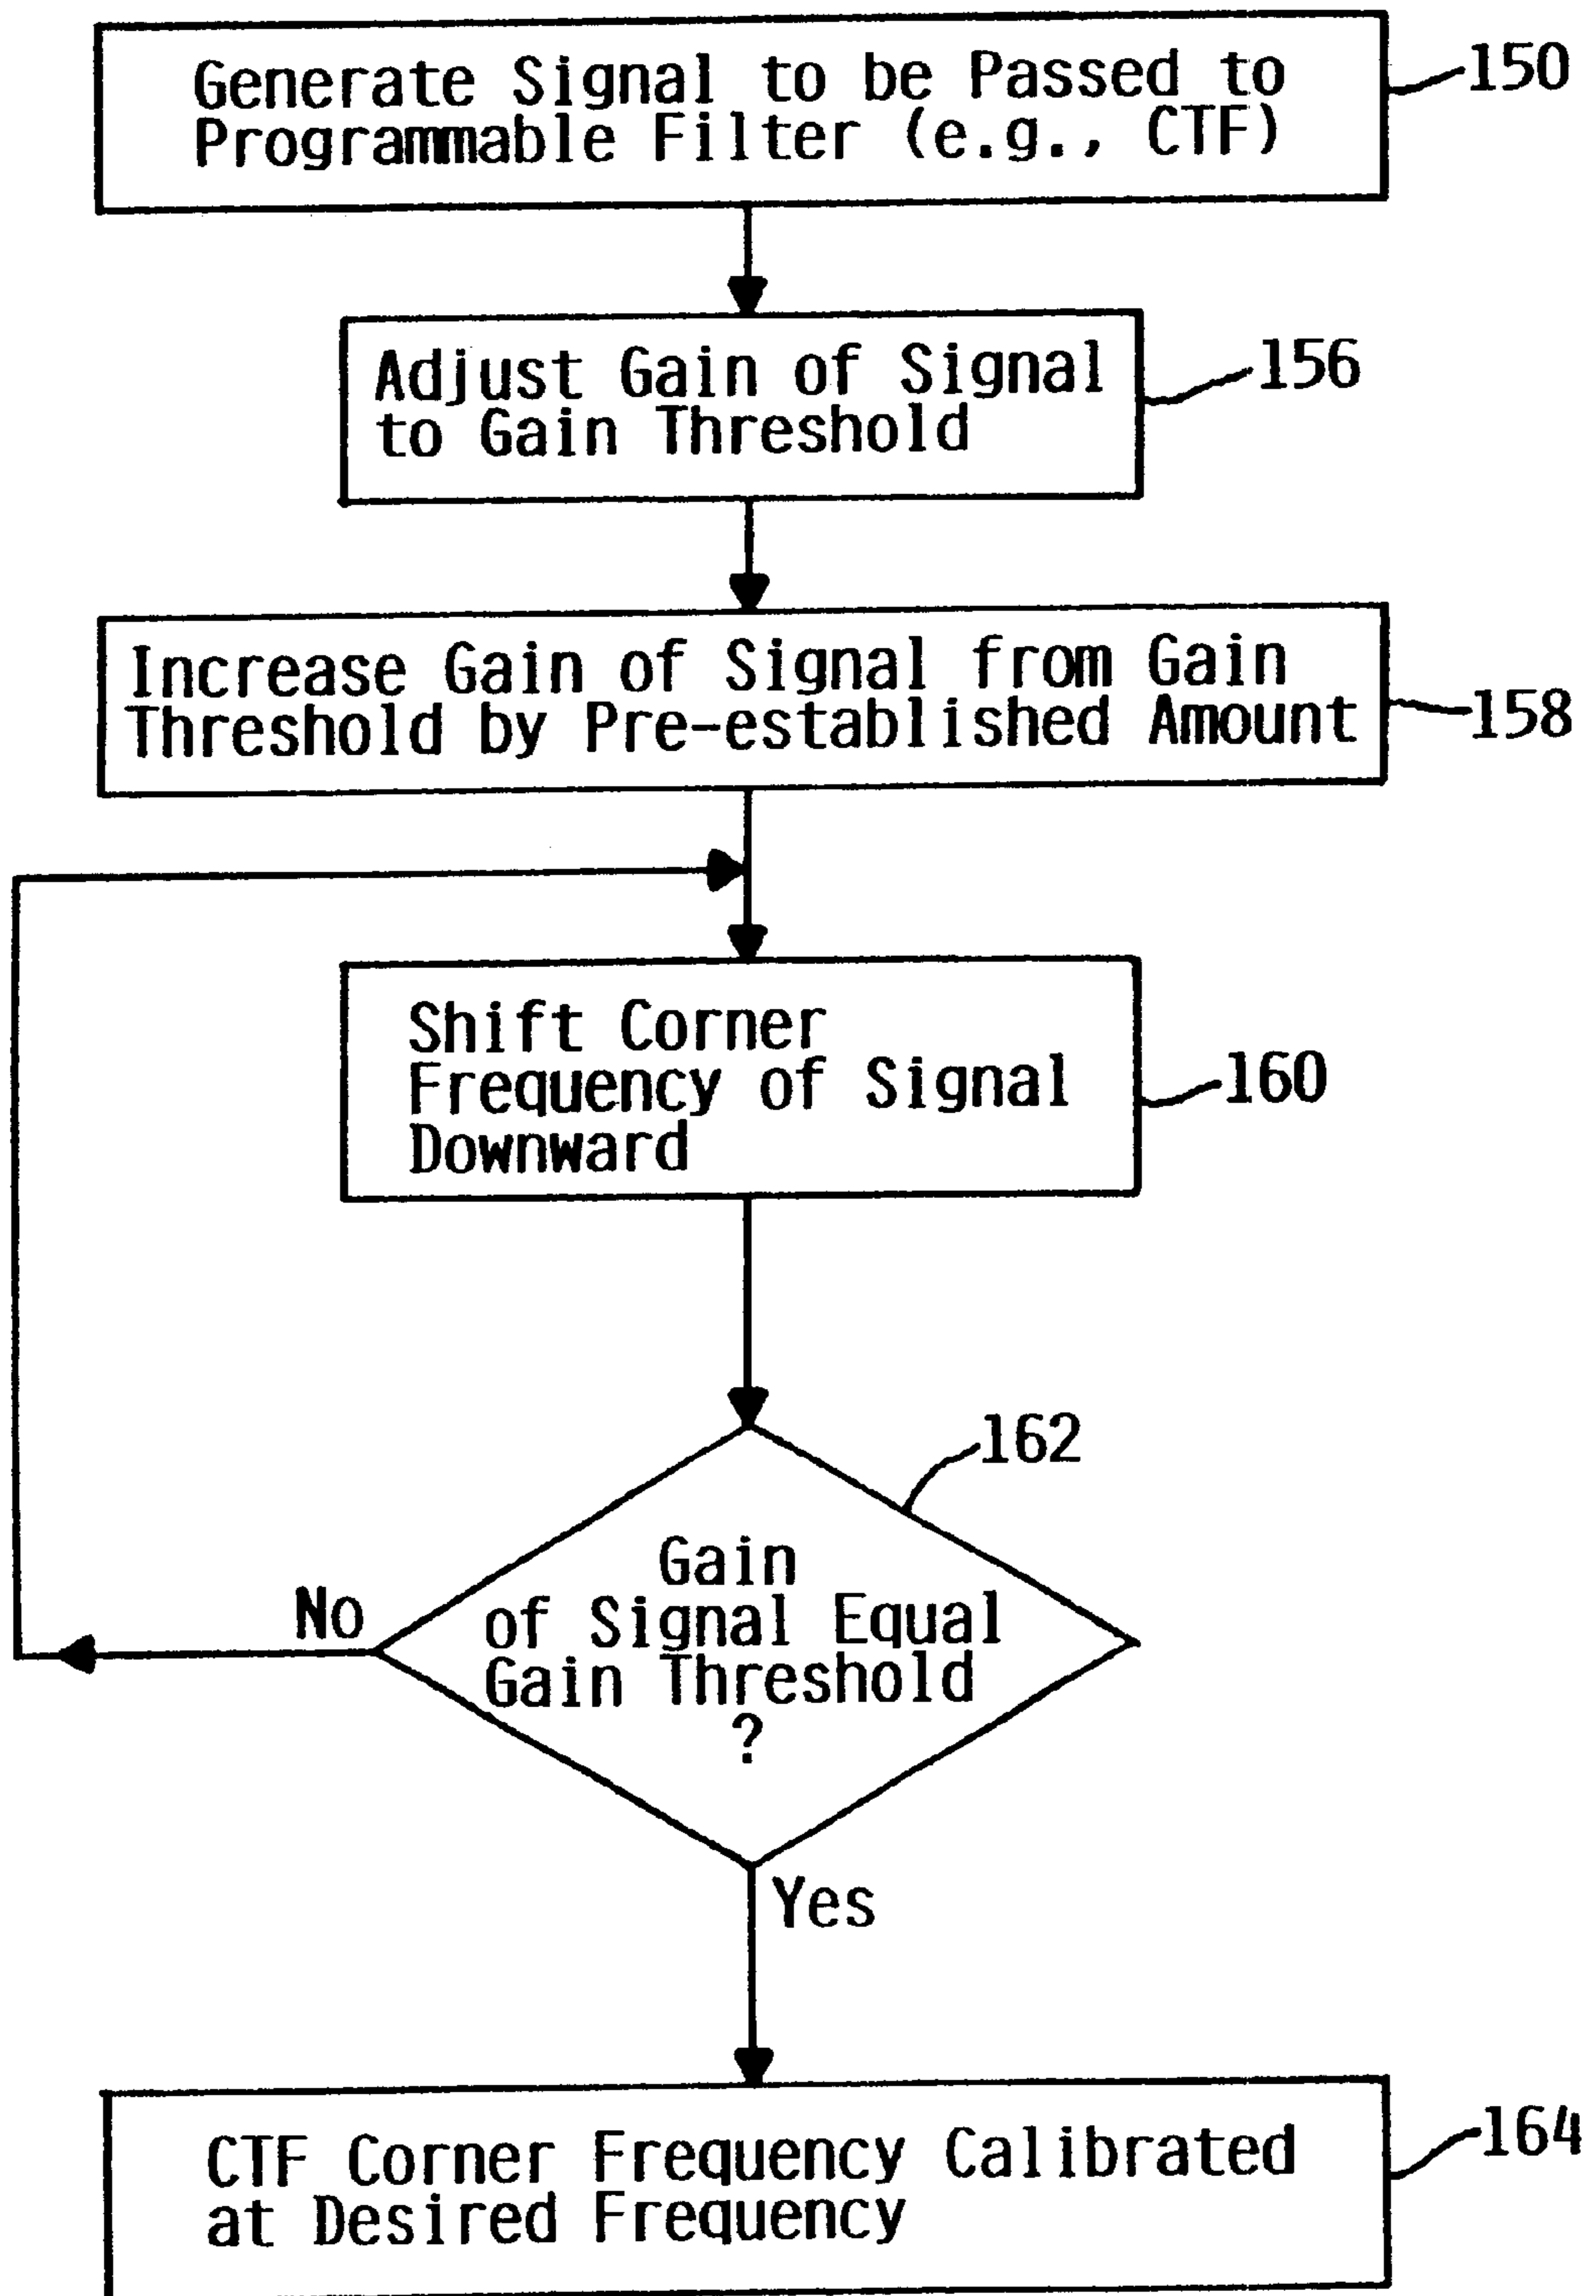 Generate Signal to be Passed to
Programmable Filter (e.g., CTF)
150
Adjust Gain of Signal
to Gain Threshold
156
Increase Gain of Signal from Gain
Threshold by Pre-established Amount
158
Shift Corner
Frequency of Signal
Downward
160
162
Gain
of Signal Equal
Gain Threshold
?
No
Yes
CTF Corner Frequency Calibrated
at Desired Frequency
164